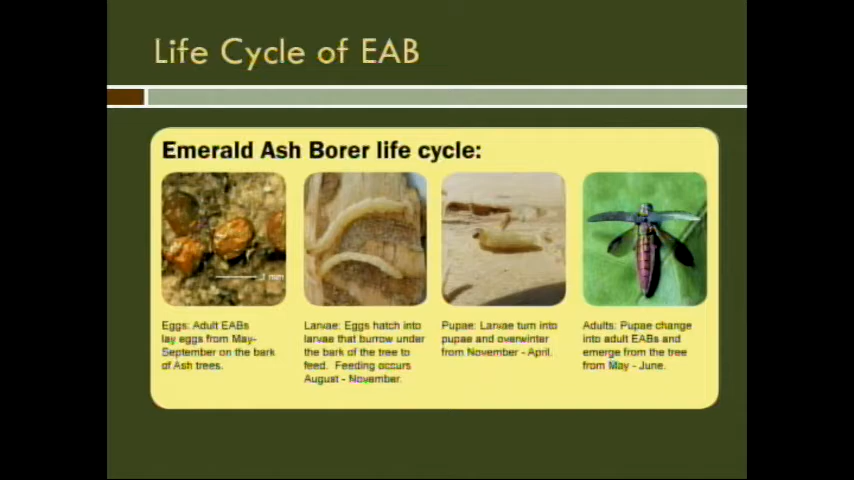 Life Cycle of EAB
Emerald Ash Borer life cycle:
1 mm
Eggs: Adult EABs
lay eggs from May-
September on the bark
of Ash trees.
Larvae: Eggs hatch into
larvae that burrow under
the bark of the tree to
feed. Feeding occurs
August - November.
Pupae: Larvae turn into
pupae and overwinter
from November - April.
Adults: Pupae change
into adult EABs and
emerge from the tree
from May - June.